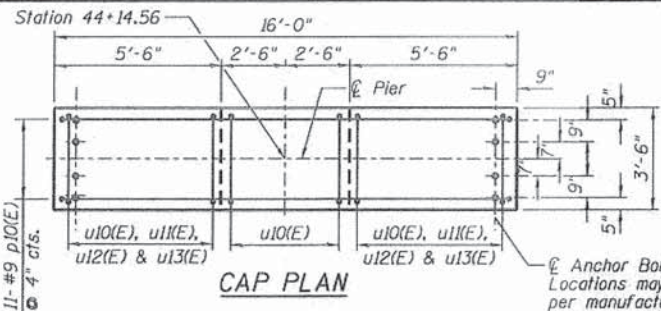 Station 44+14.56
16'-0"
5'-6"
2'-6"
2'-6"
5'-6"
9"
℄ Pier
5"
9"
7"
7"
9"
5"
3'-6"
11-#9 p10(E)
@ 4" cts.
u10(E), u11(E),
u12(E) & u13(E)
u10(E)
u10(E), u11(E),
u12(E) & u13(E)
CAP PLAN
℄ Anchor Bol
Locations may
per manufact